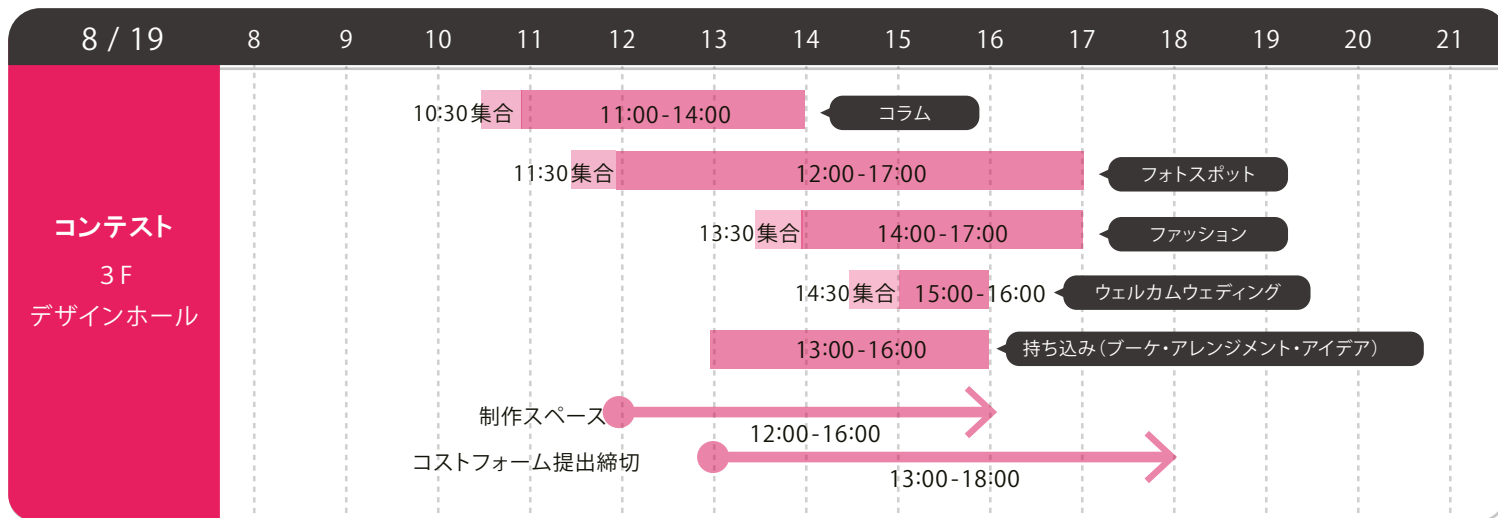 8 / 19 8 9 10 11 12 13 14 15 16 17 18 19 20 21
コンテスト
3F
デザインホール
10:30集合 11:00-14:00 コラム
11:30集合 12:00-17:00 フォトスポット
13:30集合 14:00-17:00 ファッション
14:30集合 15:00-16:00 ウェルカムウェディング
13:00-16:00 持ち込み(ブーケ・アレンジメント・アイデア)
制作スペース 12:00-16:00
コストフォーム提出締切 13:00-18:00